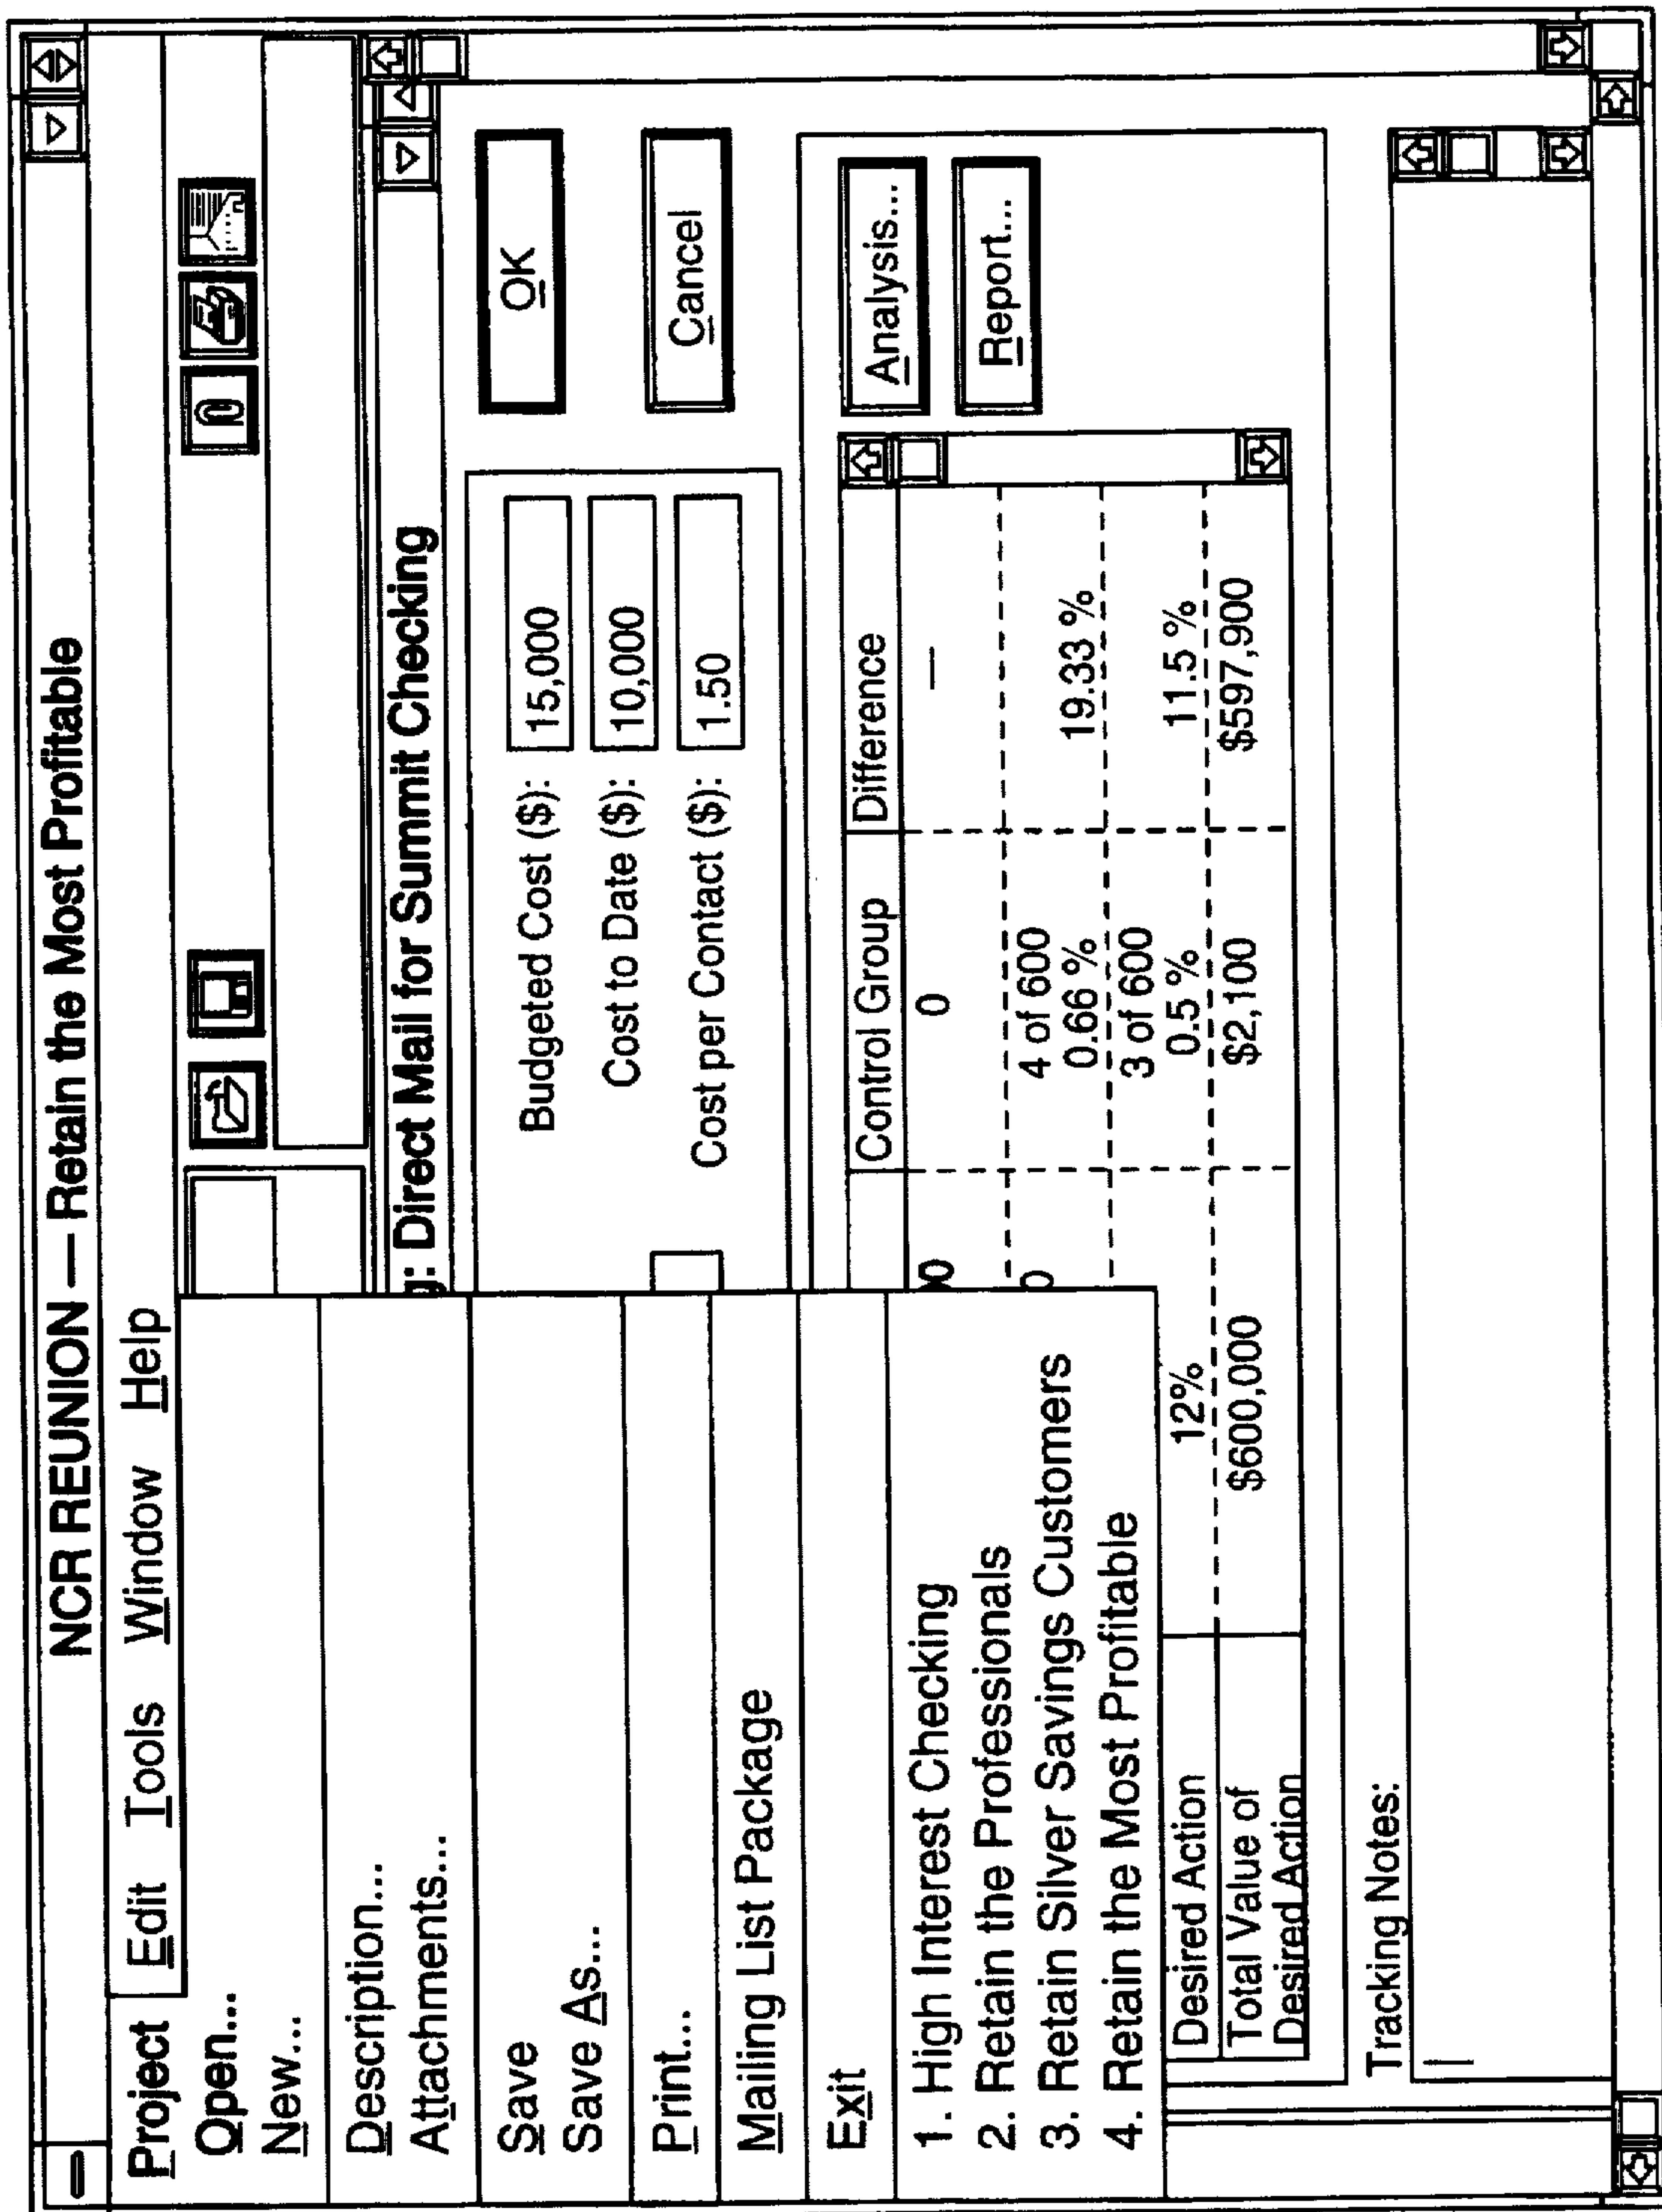 NCR REUNION — Retain the Most Profitable
Project Edit Tools Window Help
Open...
New...
Description...
Attachments...
Save
Save As...
Print...
Mailing List Package
Exit
1. High Interest Checking
2. Retain the Professionals
3. Retain Silver Savings Customers
4. Retain the Most Profitable
g: Direct Mail for Summit Checking
Budgeted Cost ($): 15,000
Cost to Date ($): 10,000
Cost per Contact ($): 1.50
OK
Cancel
Analysis...
Report...
Control Group Difference
0 0 —
0 4 of 600
0.66 % 19.33 %
3 of 600
Desired Action 12% 0.5 % 11.5 %
Total Value of $600,000 $2,100 $597,900
Desired Action
Tracking Notes: